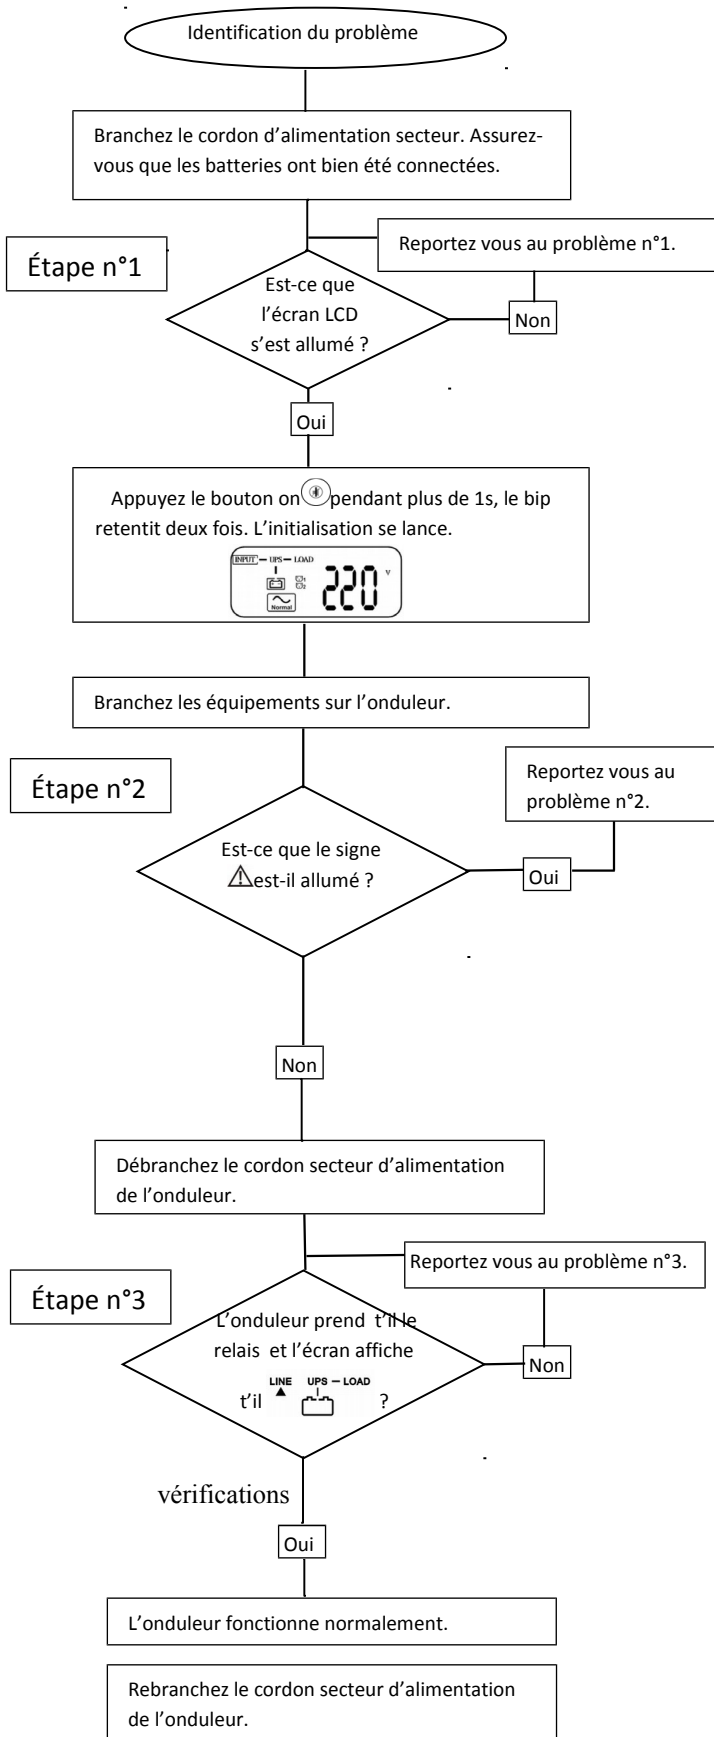 Identification du problème
Branchez le cordon d’alimentation secteur. Assurez-
vous que les batteries ont bien été connectées.
Reportez vous au problème n°1.
Étape n°1
Est-ce que
l’écran LCD
s’est allumé ?
Non
Oui
Appuyez le bouton on pendant plus de 1s, le bip
retentit deux fois. L’initialisation se lance.
INPUT — UPS — LOAD
1
2
220 V
Normal
Branchez les équipements sur l’onduleur.
Étape n°2
Reportez vous au
problème n°2.
Est-ce que le signe
⚠est-il allumé ?
Oui
Non
Débranchez le cordon secteur d’alimentation
de l’onduleur.
Reportez vous au problème n°3.
Étape n°3
L’onduleur prend t’il le
relais et l’écran affiche
LINE UPS — LOAD
t’il ?
Non
vérifications
Oui
L’onduleur fonctionne normalement.
Rebranchez le cordon secteur d’alimentation
de l’onduleur.